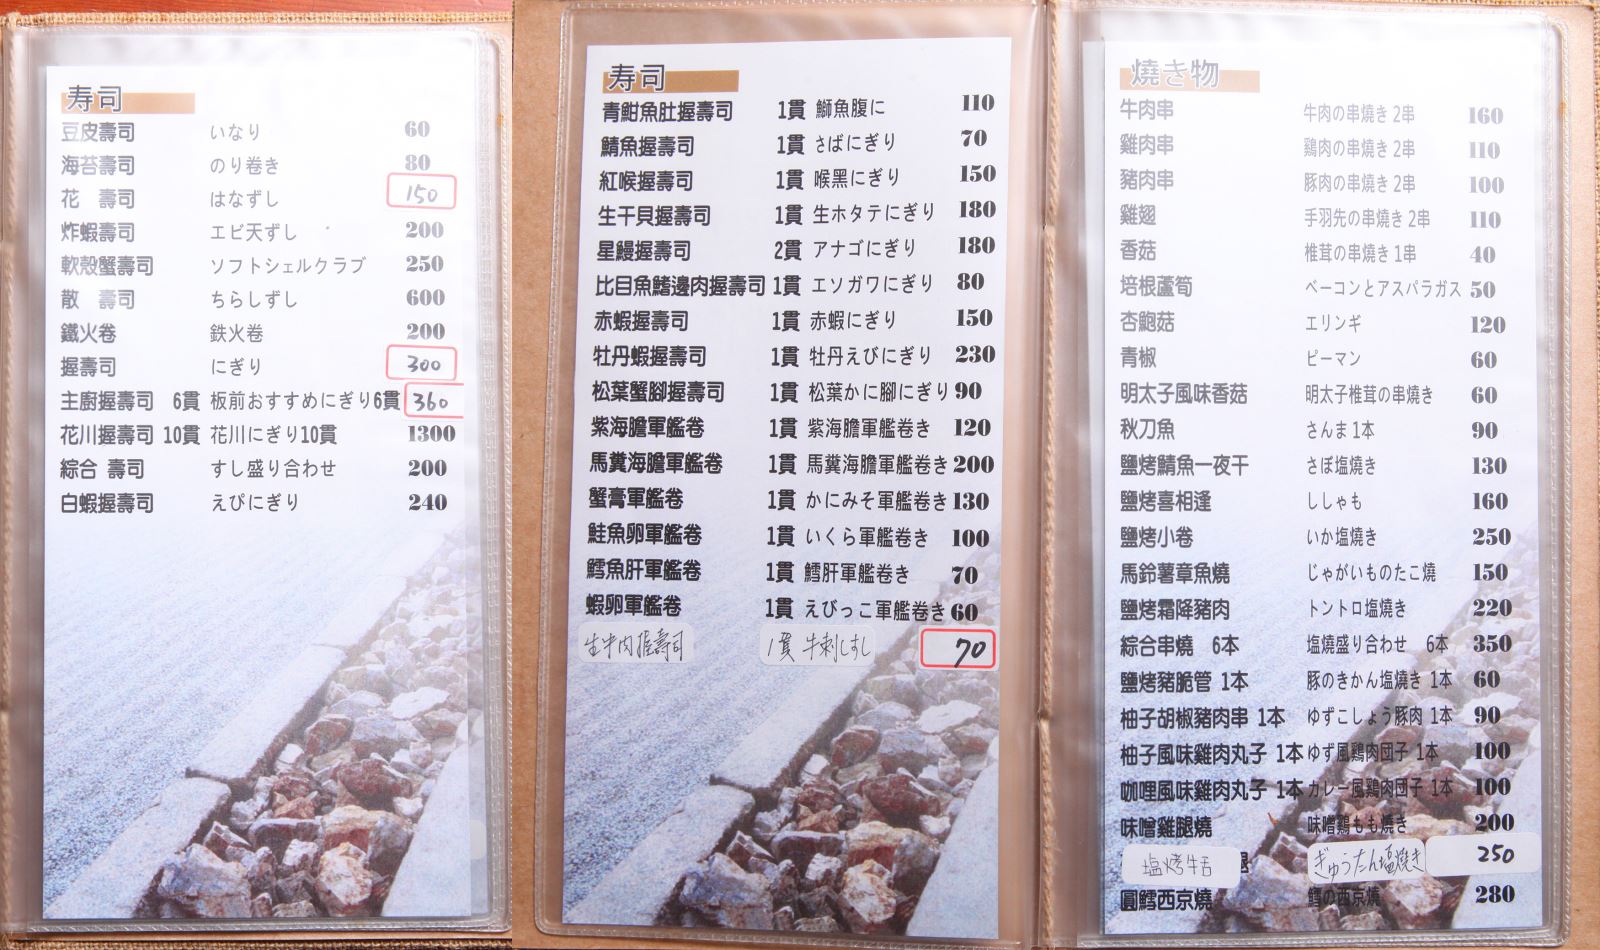 寿司
豆皮壽司 いなり 60
海苔壽司 のり巻き 80
花 壽司 はなずし 150
炸蝦壽司 エビ天ずし 200
軟殼蟹壽司 ソフトシェルクラブ 250
散 壽司 ちらしずし 600
鐵火卷 鉄火巻 200
握壽司 にぎり 300
主廚握壽司 6貫 板前おすすめにぎり6貫 360
花川握壽司 10貫 花川にぎり10貫 1300
綜合 壽司 すし盛り合わせ 200
白蝦握壽司 えびにぎり 240
寿司
青魽魚肚握壽司 1貫 鰤魚腹に 110
鯖魚握壽司 1貫 さばにぎり 70
紅喉握壽司 1貫 喉黑にぎり 150
生干貝握壽司 1貫 生ホタテにぎり 180
星鰻握壽司 2貫 アナゴにぎり 180
比目魚鰭邊肉握壽司 1貫 エソガワにぎり 80
赤蝦握壽司 1貫 赤蝦にぎり 150
牡丹蝦握壽司 1貫 牡丹えびにぎり 230
松葉蟹腳握壽司 1貫 松葉かに腳にぎり 90
紫海膽軍艦卷 1貫 紫海膽軍艦巻き 120
馬糞海膽軍艦卷 1貫 馬糞海膽軍艦巻き 200
蟹膏軍艦卷 1貫 かにみそ軍艦巻き 130
鮭魚卵軍艦卷 1貫 いくら軍艦巻き 100
鱈魚肝軍艦卷 1貫 鱈肝軍艦巻き 70
蝦卵軍艦卷 1貫 えびっこ軍艦巻き 60
生牛肉握壽司 1貫 牛刺しすし 70
燒き物
牛肉串 牛肉の串燒き 2串 160
雞肉串 鷄肉の串燒き 2串 110
豬肉串 豚肉の串燒き 2串 100
雞翅 手羽先の串燒き 2串 110
香菇 椎茸の串燒き 1串 40
培根蘆筍 ベーコンとアスパラガス 50
杏鮑菇 エリンギ 120
青椒 ピーマン 60
明太子風味香菇 明太子椎茸の串燒き 60
秋刀魚 さんま 1本 90
鹽烤鯖魚一夜干 さぼ塩燒き 130
鹽烤喜相逢 ししゃも 160
鹽烤小卷 いか塩燒き 250
馬鈴薯章魚燒 じゃがいものたこ燒 150
鹽烤霜降豬肉 トントロ塩燒き 220
綜合串燒 6本 塩燒盛り合わせ 6本 350
鹽烤豬脆管 1本 豚のきかん塩燒き 1本 60
柚子胡椒豬肉串 1本 ゆずこしょう豚肉 1本 90
柚子風味雞肉丸子 1本 ゆず風鷄肉団子 1本 100
咖哩風味雞肉丸子 1本 カレー風鷄肉団子 1本 100
味噌雞腿燒 味噌鷄もも燒き 200
塩烤牛舌 ぎゅうたん塩燒き 250
圓鱈西京燒 鱈の西京燒 280